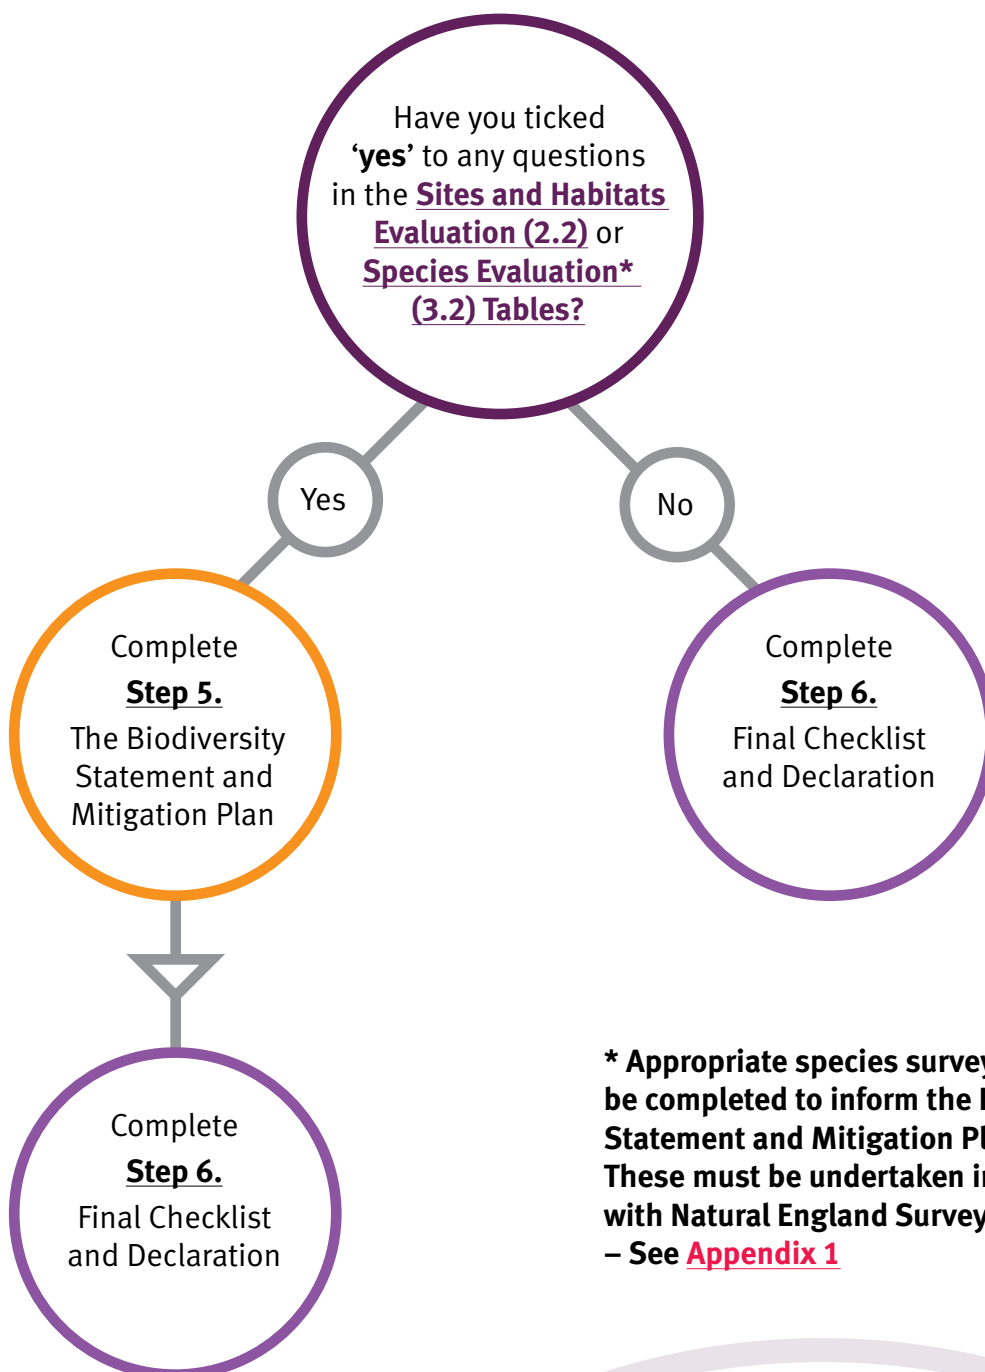 Have you ticked
‘yes’ to any questions
in the Sites and Habitats
Evaluation (2.2) or
Species Evaluation*
(3.2) Tables?
Yes
No
Complete
Step 5.
The Biodiversity
Statement and
Mitigation Plan
Complete
Step 6.
Final Checklist
and Declaration
Complete
Step 6.
Final Checklist
and Declaration
* Appropriate species
be completed to inform the
Statement and Mitigation
These must be undertaken
with Natural England Survey
– See Appendix 1